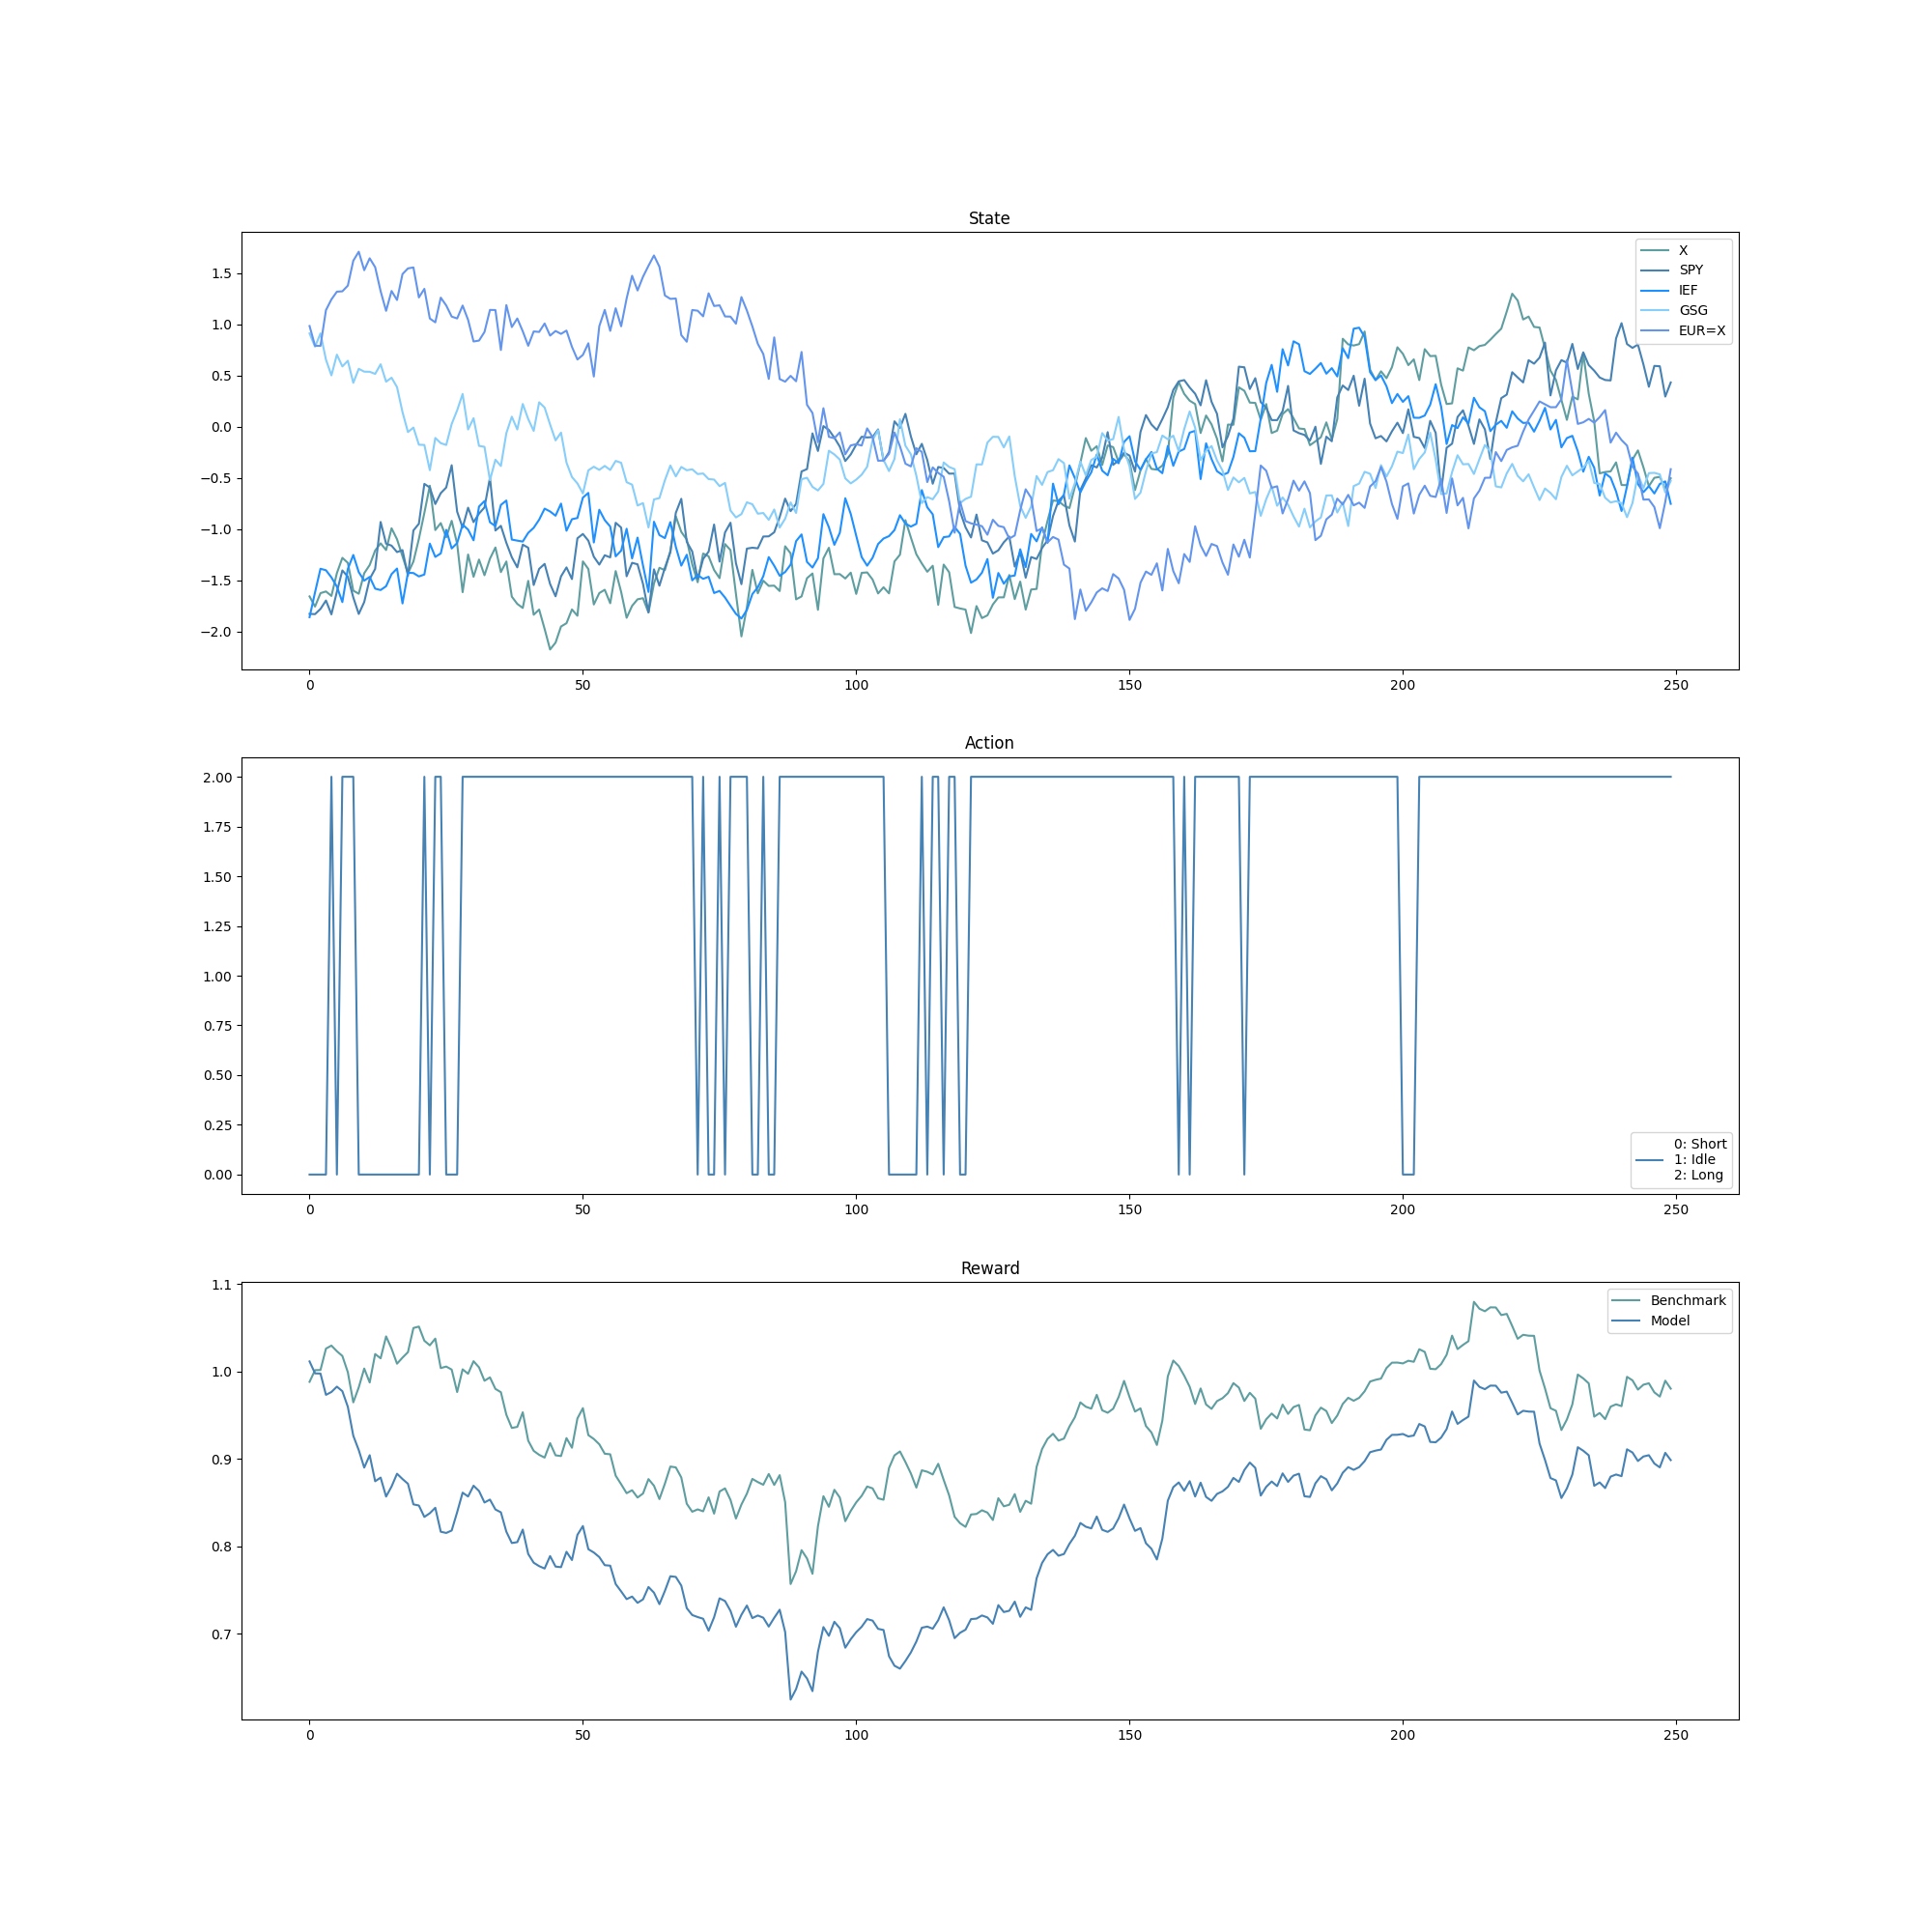 State
1.5
1.0
0.5
0.0
−0.5
−1.0
−1.5
−2.0
X
SPY
IEF
GSG
EUR=X
0 50 100 150 200 250
Action
2.00
1.75
1.50
1.25
1.00
0.75
0.50
0.25
0.00
0: Short
1: Idle
2: Long
0 50 100 150 200 250
Reward
1.1
1.0
0.9
0.8
0.7
Benchmark
Model
0 50 100 150 200 250